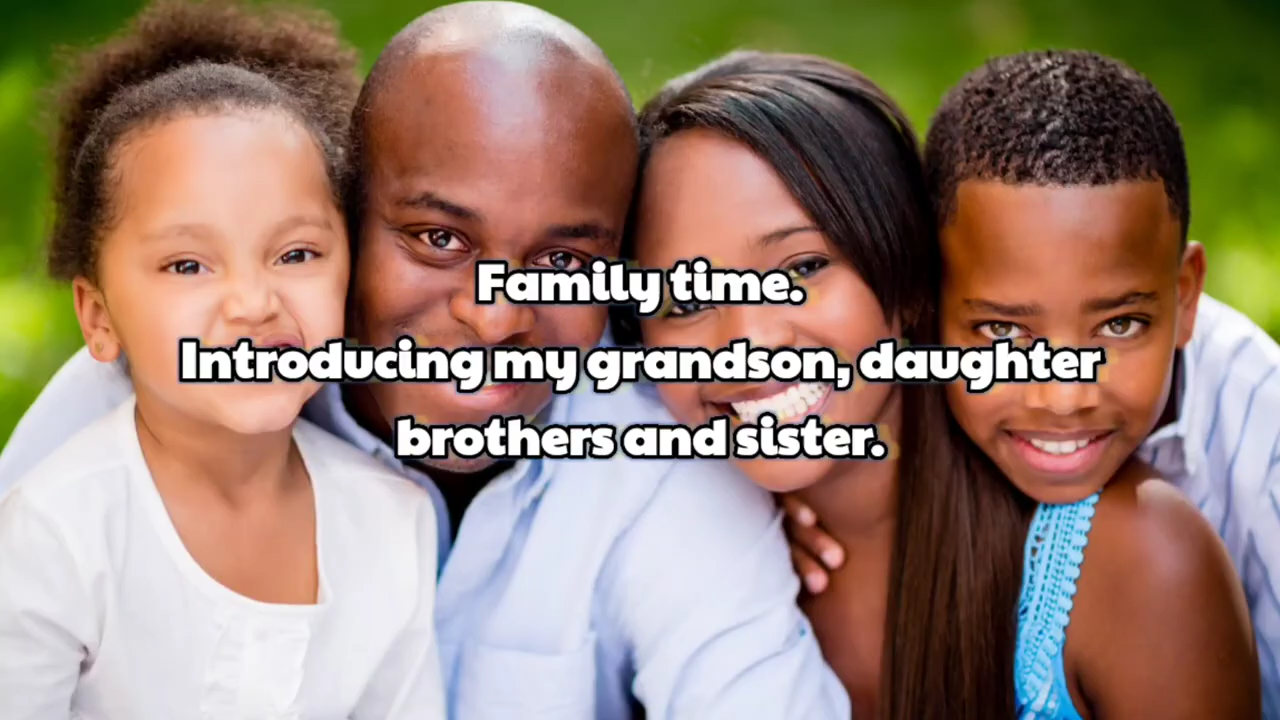 Family time.
Introducing my grandson, daughter
brothers and sister.